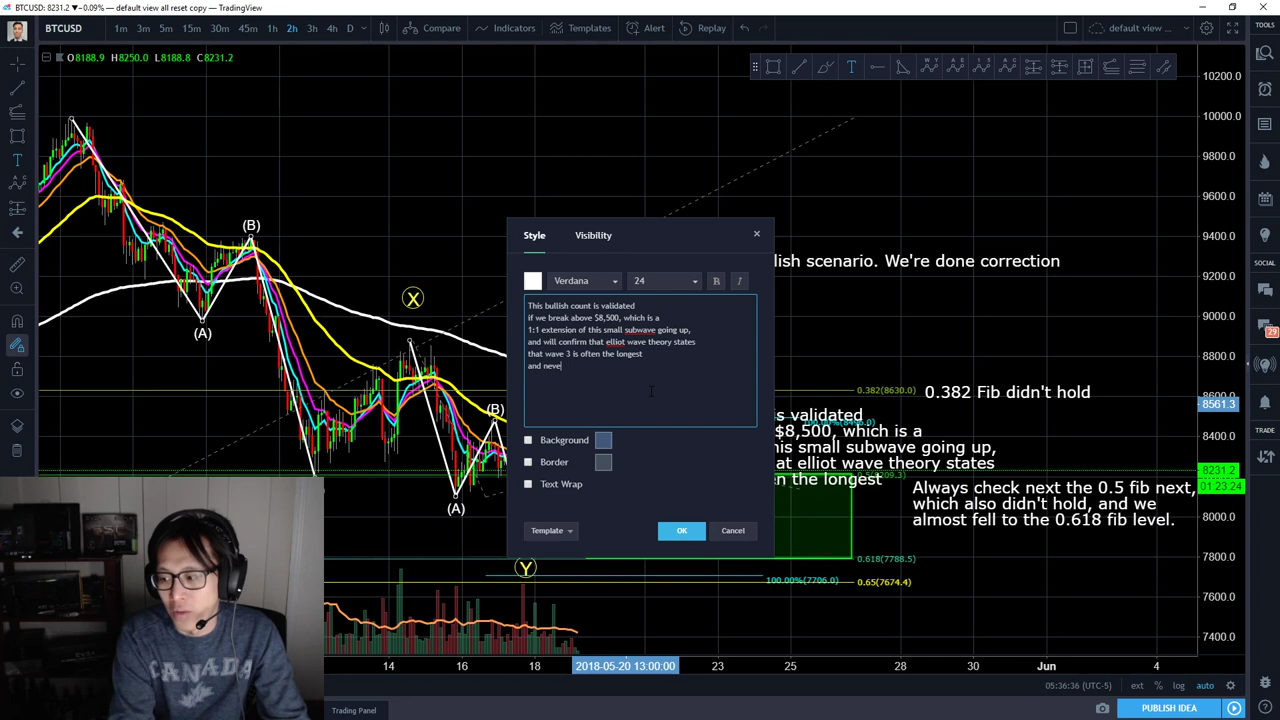 BTCUSD: 8231.2 ▼−0.09% default view all reset copy — TradingView
BTCUSD 1m 3m 5m 15m 30m 45m 1h 2h 3h 4h D Compare Indicators Templates Alert Replay default view ... TOOLS
O8188.9 H8250.0 L8188.8 C8231.2
10200.0
10000.0
9800.0
9600.0
9400.0
9200.0
9000.0
8800.0
8600.0
8561.3
8400.0
8231.2
01:23:24
8000.0
7800.0
7600.0
7400.0
SOCIAL
29
TRADE
(B)
(A)
X
(B)
(A)
Y
Style Visibility
Verdana 24 B I
This bullish count is validated
if we break above $8,500, which is a
1:1 extension of this small subwave going up,
and will confirm that elliot wave theory states
that wave 3 is often the longest
and neve
Background
Border
Text Wrap
Template OK Cancel
lish scenario. We're done correction
0.382(8630.0) 0.382 Fib didn't hold
is validated
$8,500, which is a
his small subwave going up,
at elliot wave theory states
en the longest
Always check next the 0.5 fib next,
which also didn't hold, and we
almost fell to the 0.618 fib level.
0.618(7788.5)
100.00%(7706.0) 0.65(7674.4)
14 16 18 2018-05-20 13:00:00 23 25 28 30 Jun 4
05:36:36 (UTC-5) ext % log auto
Trading Panel PUBLISH IDEA
CANADA